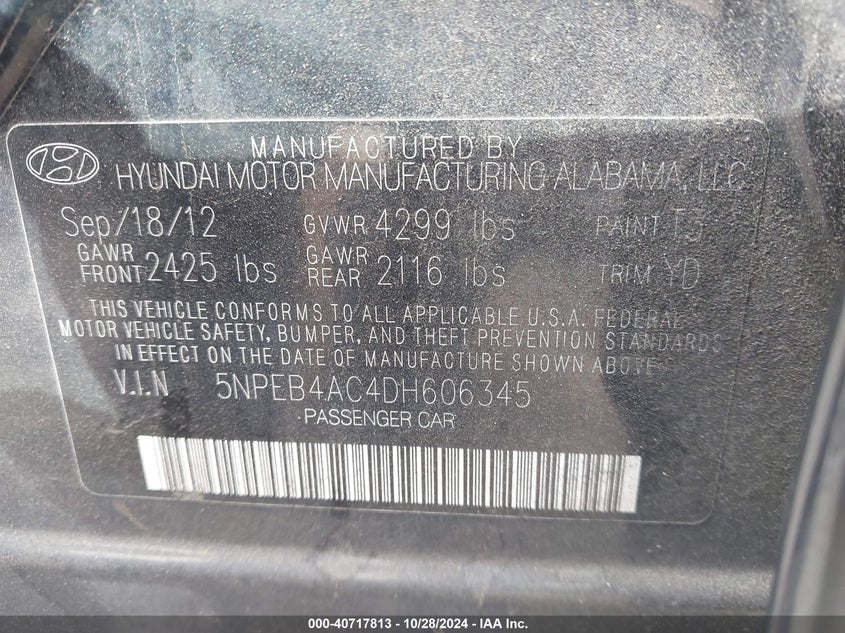 MANUFACTURED BY
HYUNDAI MOTOR MANUFACTURING ALABAMA, LLC
Sep/18/12 GVWR 4299 lbs PAINT T3
GAWR FRONT 2425 lbs GAWR REAR 2116 lbs TRIM YD
THIS VEHICLE CONFORMS TO ALL APPLICABLE U.S.A. FEDERAL
MOTOR VEHICLE SAFETY, BUMPER, AND THEFT PREVENTION STANDARDS
IN EFFECT ON THE DATE OF MANUFACTURE SHOWN ABOVE
V.I.N 5NPEB4AC4DH606345
PASSENGER CAR
000-40717813 - 10/28/2024 - IAA Inc.